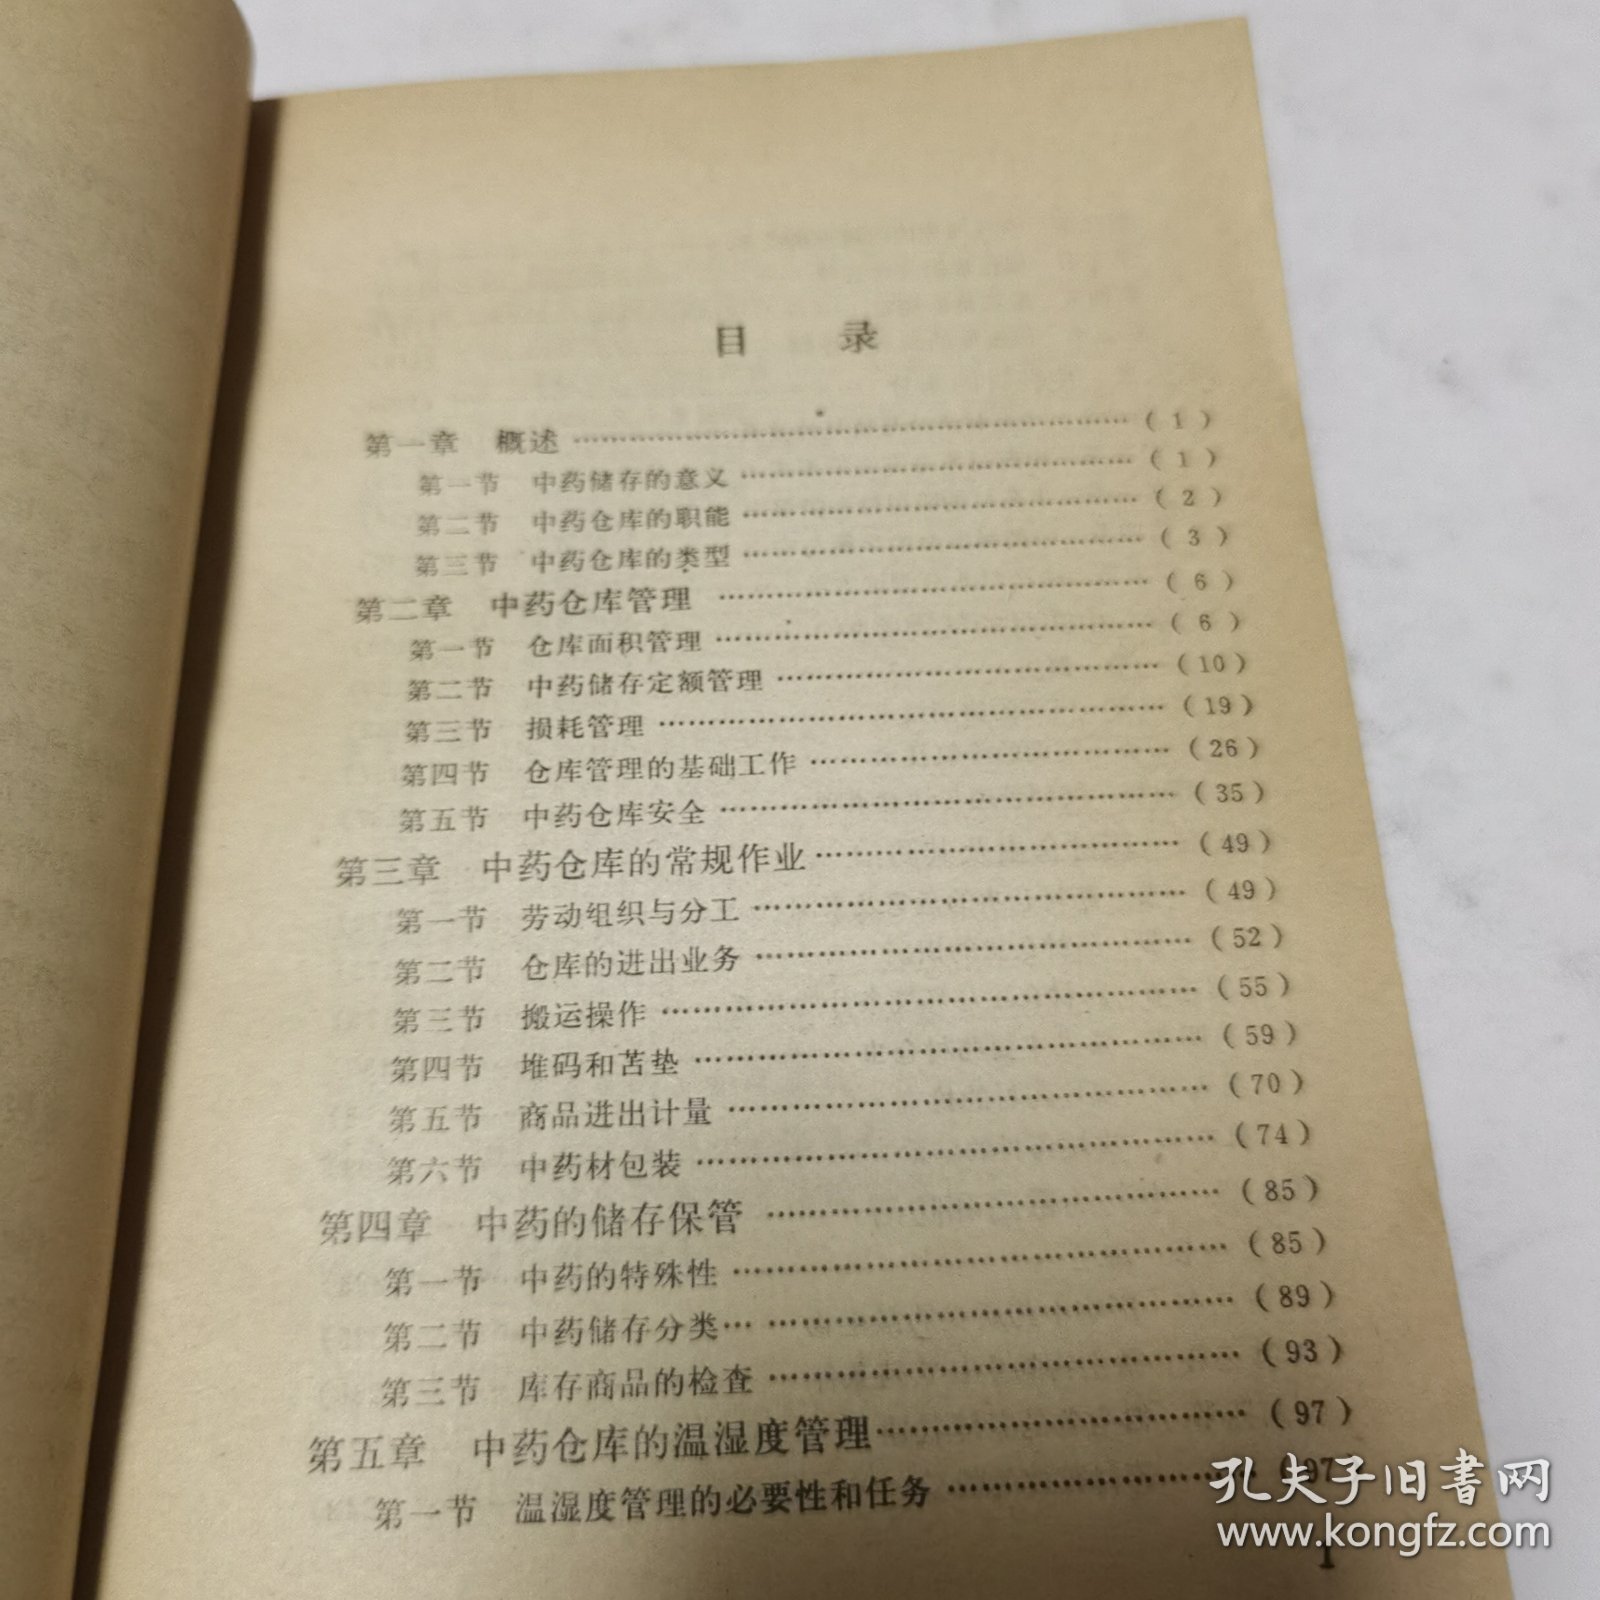 目 录
第一章 概述 ……………………………………………… ( 1 )
第一节 中药储存的意义 ……………………………… ( 1 )
第二节 中药仓库的职能 ……………………………… ( 2 )
第三节 中药仓库的类型 ……………………………… ( 3 )
第二章 中药仓库管理 ………………………………… ( 6 )
第一节 仓库面积管理 ………………………………… ( 6 )
第二节 中药储存定额管理 …………………………… (10)
第三节 损耗管理 ……………………………………… (19)
第四节 仓库管理的基础工作 ………………………… (26)
第五节 中药仓库安全 ………………………………… (35)
第三章 中药仓库的常规作业 ………………………… (49)
第一节 劳动组织与分工 ……………………………… (49)
第二节 仓库的进出业务 ……………………………… (52)
第三节 搬运操作 ……………………………………… (55)
第四节 堆码和苫垫 …………………………………… (59)
第五节 商品进出计量 ………………………………… (70)
第六节 中药材包装 …………………………………… (74)
第四章 中药的储存保管 ……………………………… (85)
第一节 中药的特殊性 ………………………………… (85)
第二节 中药储存分类… ……………………………… (89)
第三节 库存商品的检查 ……………………………… (93)
第五章 中药仓库的温湿度管理 ……………………… (97)
第一节 温湿度管理的必要性和任务 ………………… (97)
孔夫子旧书网
www.kongfz.com
1